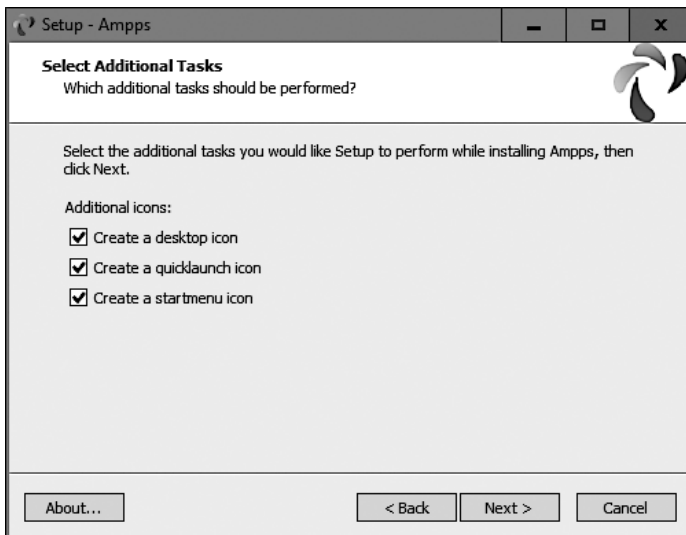 Setup - Ampps
Select Additional Tasks
Which additional tasks should be performed?
Select the additional tasks you would like Setup to perform while installing Ampps, then
click Next.
Additional icons:
Create a desktop icon
Create a quicklaunch icon
Create a startmenu icon
About...
< Back
Next >
Cancel